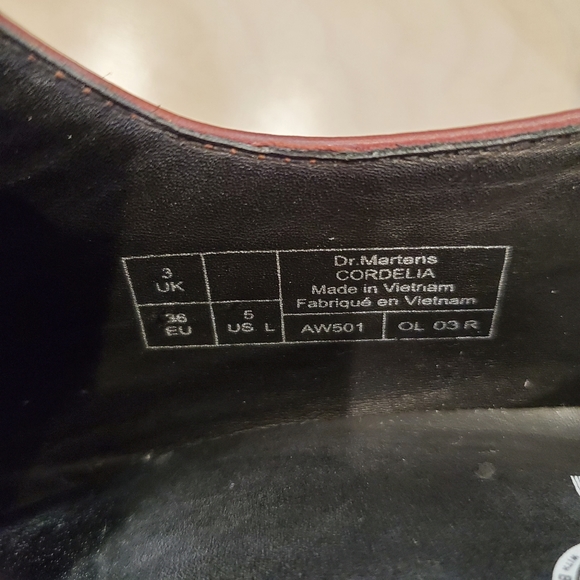 3
UK
Dr.Martens
CORDELIA
Made in Vietnam
Fabriqué en Vietnam
36
EU
5
US L
AW501
OL 03 R